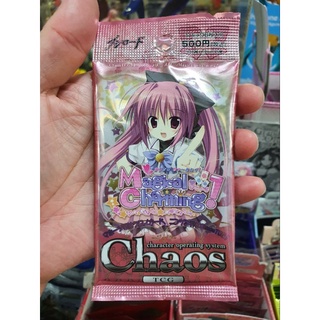 ブシロード
500円
Magical
Charming!
character operating system
Chaos
TCG